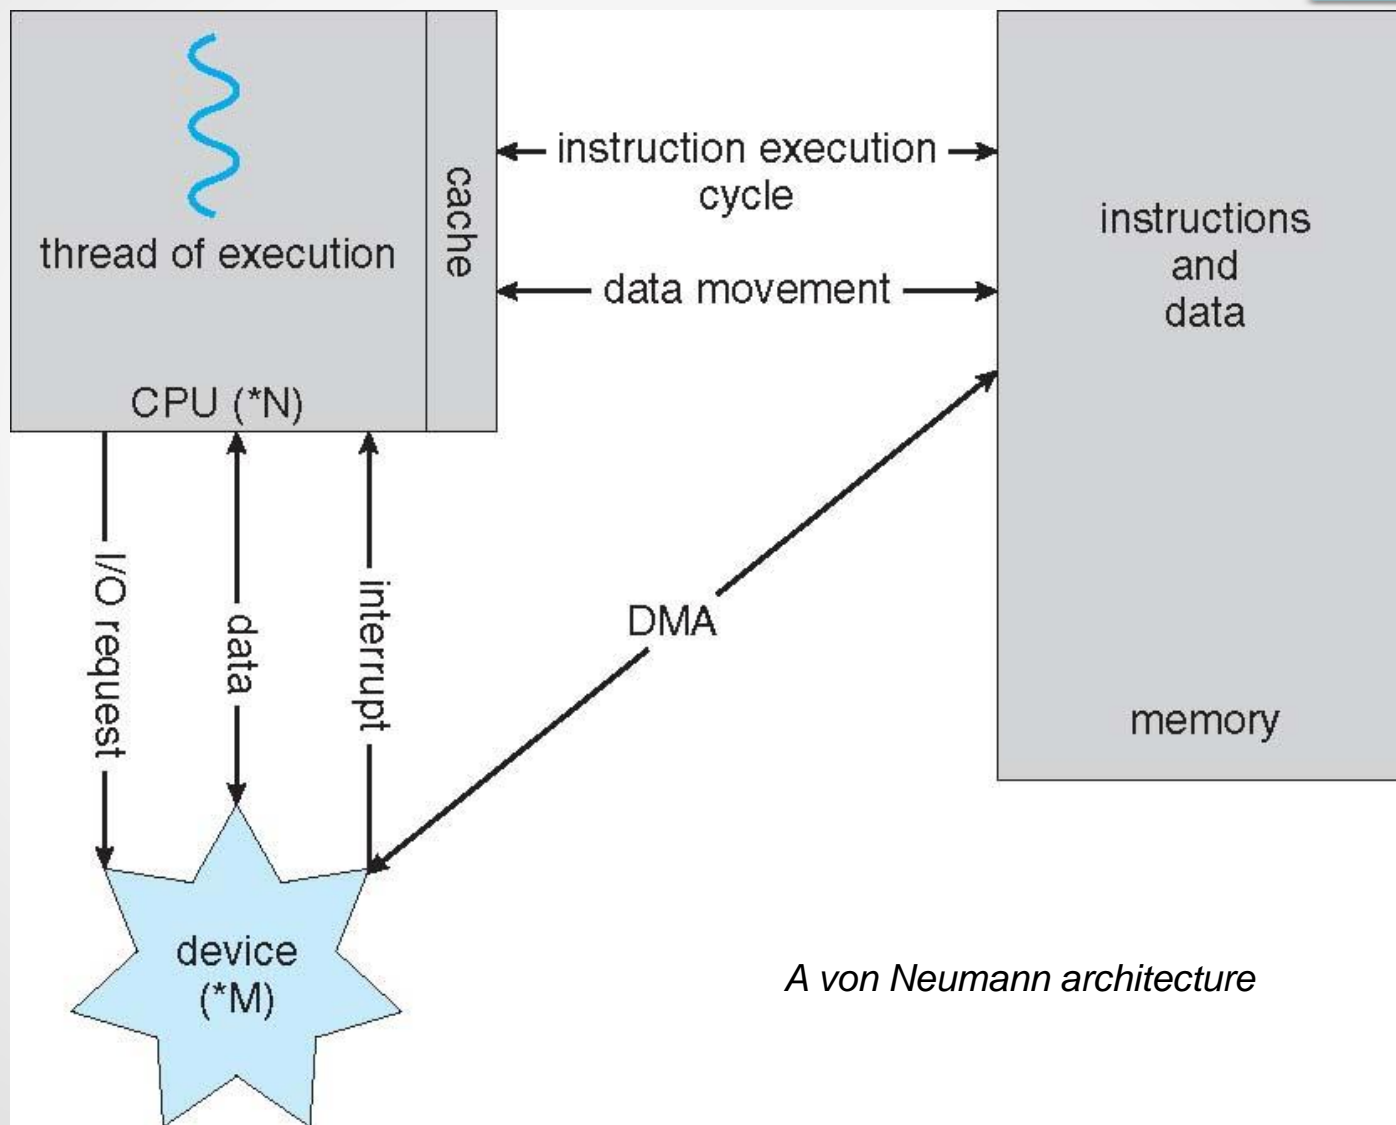 thread of execution
CPU (*N)
cache
instruction execution
cycle
data movement
instructions
and
data
memory
I/O request
data
interrupt
DMA
device
(*M)
A von Neumann architecture